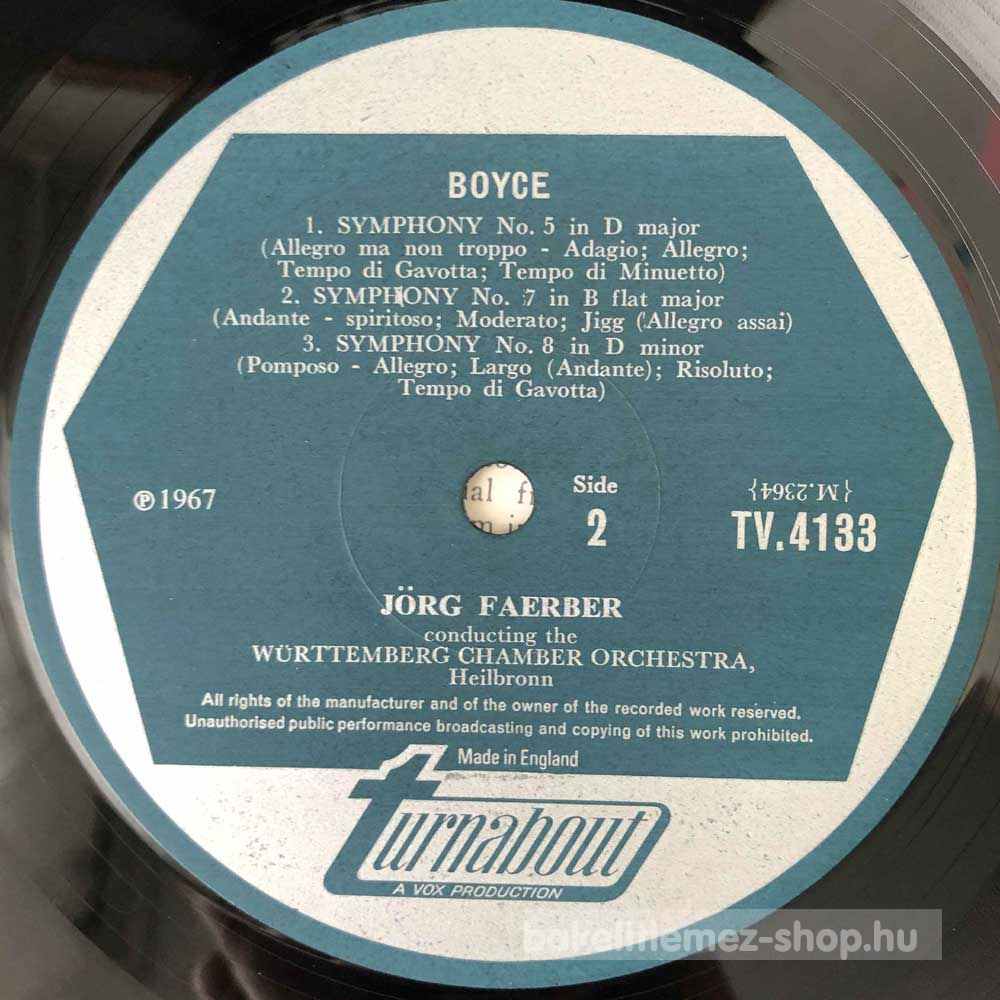 BOYCE
1. SYMPHONY No. 5 in D major
(Allegro ma non troppo - Adagio; Allegro;
Tempo di Gavotta; Tempo di Minuetto)
2. SYMPHONY No. 7 in B flat major
(Andante - spiritoso; Moderato; Jigg (Allegro assai)
3. SYMPHONY No. 8 in D minor
(Pomposo - Allegro; Largo (Andante); Risoluto;
Tempo di Gavotta)
℗ 1967
Side
2
{M.2364}
TV.4133
JÖRG FAERBER
conducting the
WÜRTTEMBERG CHAMBER ORCHESTRA,
Heilbronn
All rights of the manufacturer and of the owner of the recorded work reserved.
Unauthorised public performance broadcasting and copying of this work prohibited.
Made in England
turnabout
A VOX PRODUCTION
bakelitlemez-shop.hu